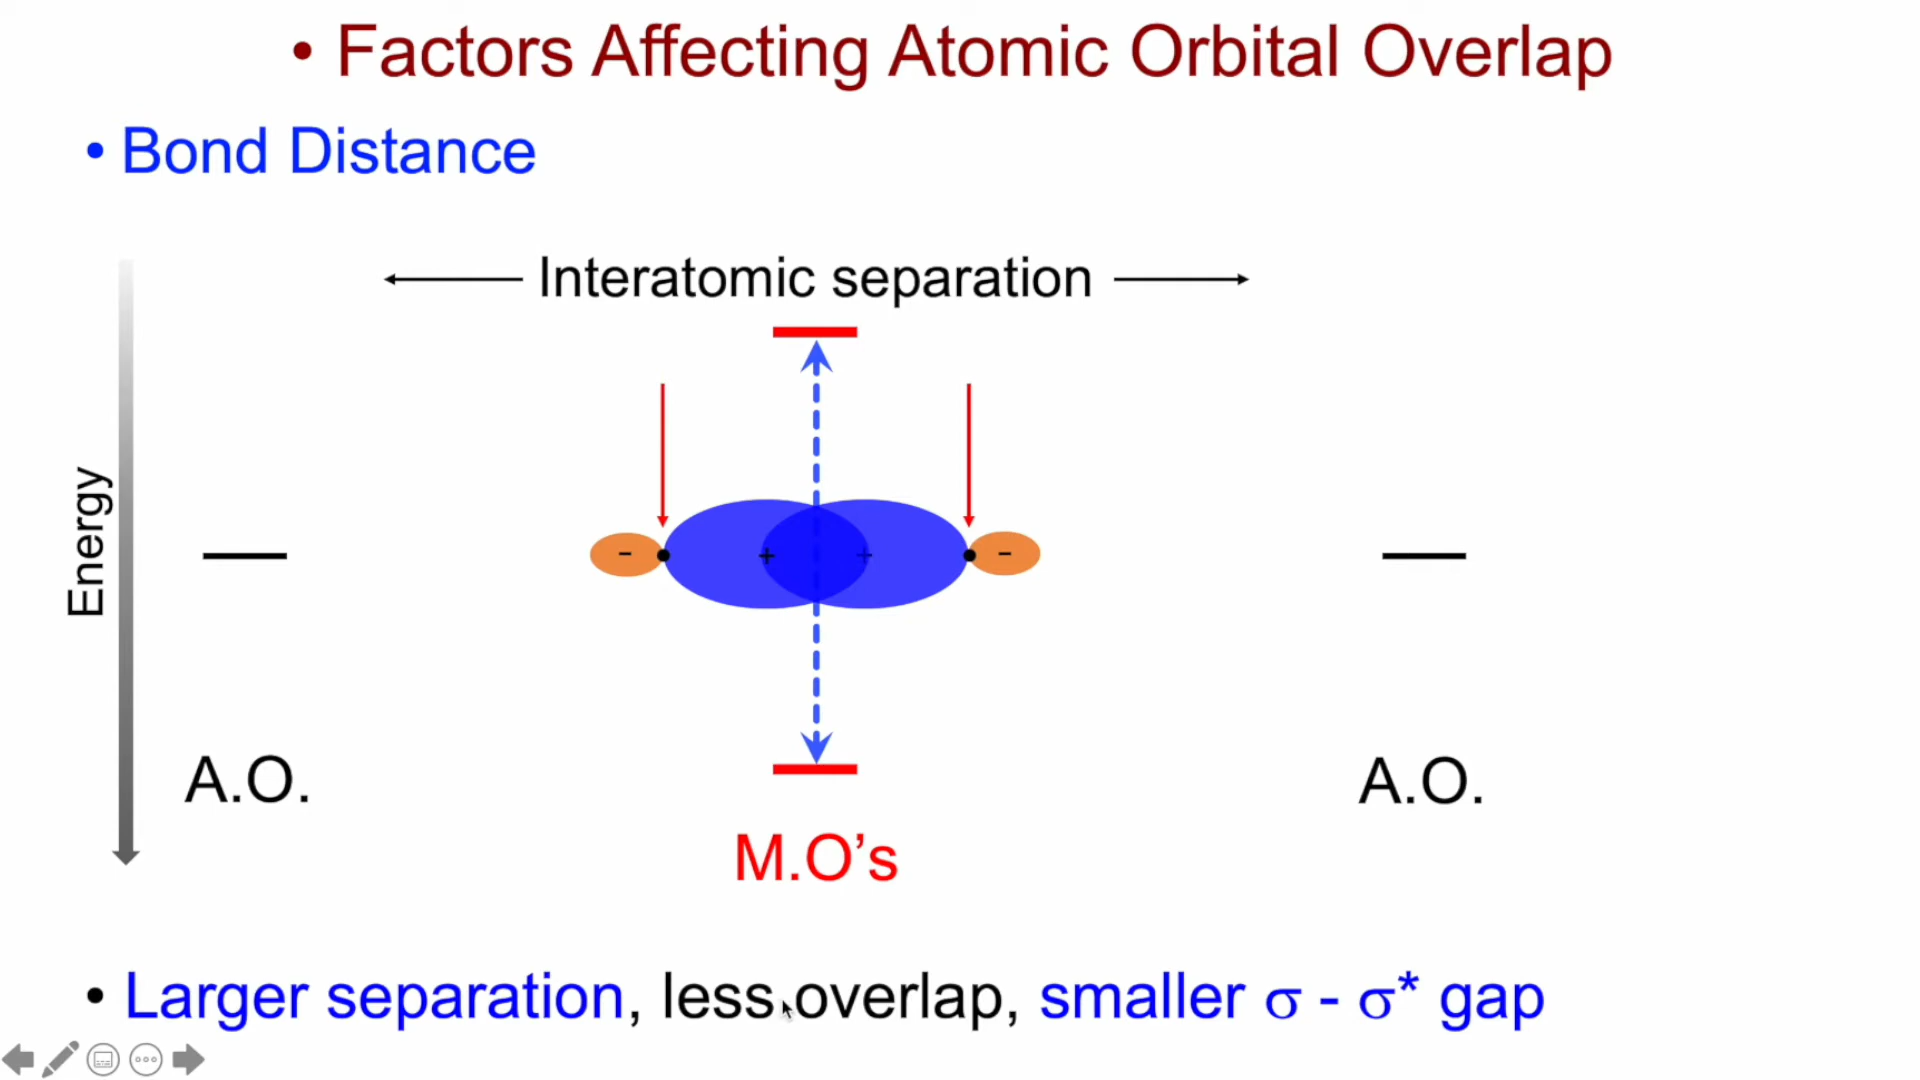 • Factors Affecting Atomic Orbital Overlap
• Bond Distance
Interatomic separation
Energy
- + + -
A.O.
A.O.
M.O's
• Larger separation, less overlap, smaller σ - σ* gap